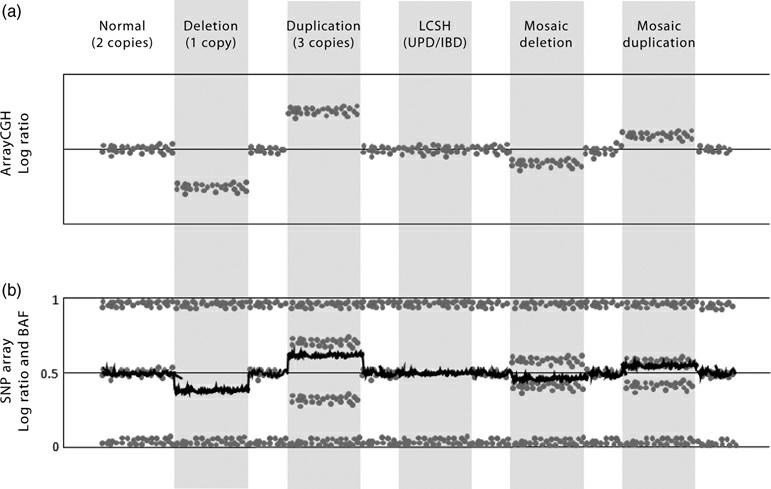 (a)
Normal
(2 copies)
Deletion
(1 copy)
Duplication
(3 copies)
LCSH
(UPD/IBD)
Mosaic
deletion
Mosaic
duplication
ArrayCGH
Log ratio
(b)
1
0.5
0
SNP array
Log ratio and BAF